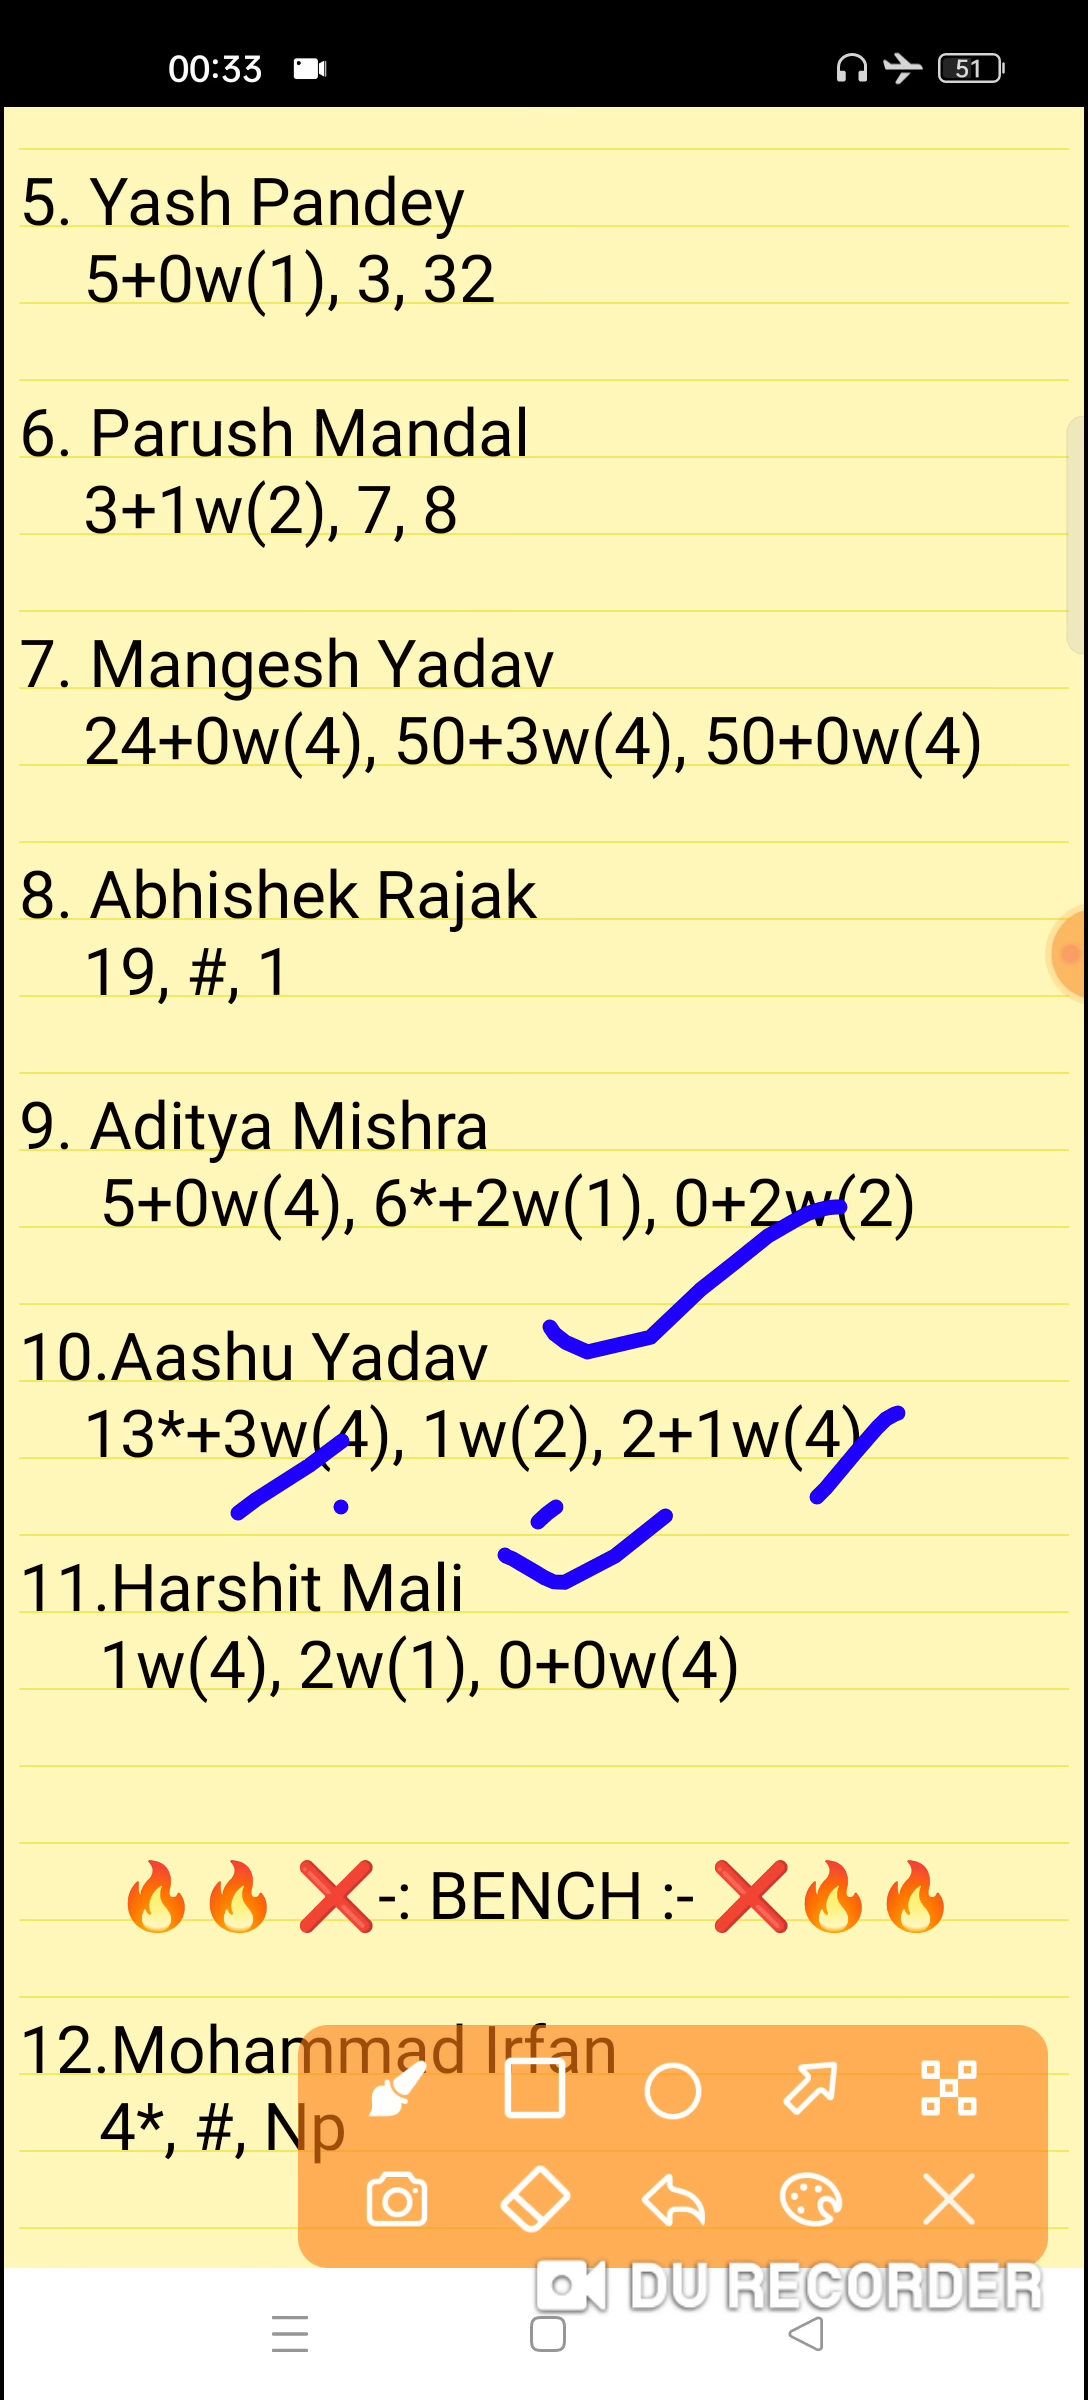 00:33
51
5. Yash Pandey
5+0w(1), 3, 32
6. Parush Mandal
3+1w(2), 7, 8
7. Mangesh Yadav
24+0w(4), 50+3w(4), 50+0w(4)
8. Abhishek Rajak
19, #, 1
9. Aditya Mishra
5+0w(4), 6*+2w(1), 0+2w(2)
10.Aashu Yadav
13*+3w(4), 1w(2), 2+1w(4)
11.Harshit Mali
1w(4), 2w(1), 0+0w(4)
🔥🔥 ❌-: BENCH :- ❌🔥🔥
12.Mohammad Irfan
4*, #, Np
DU RECORDER